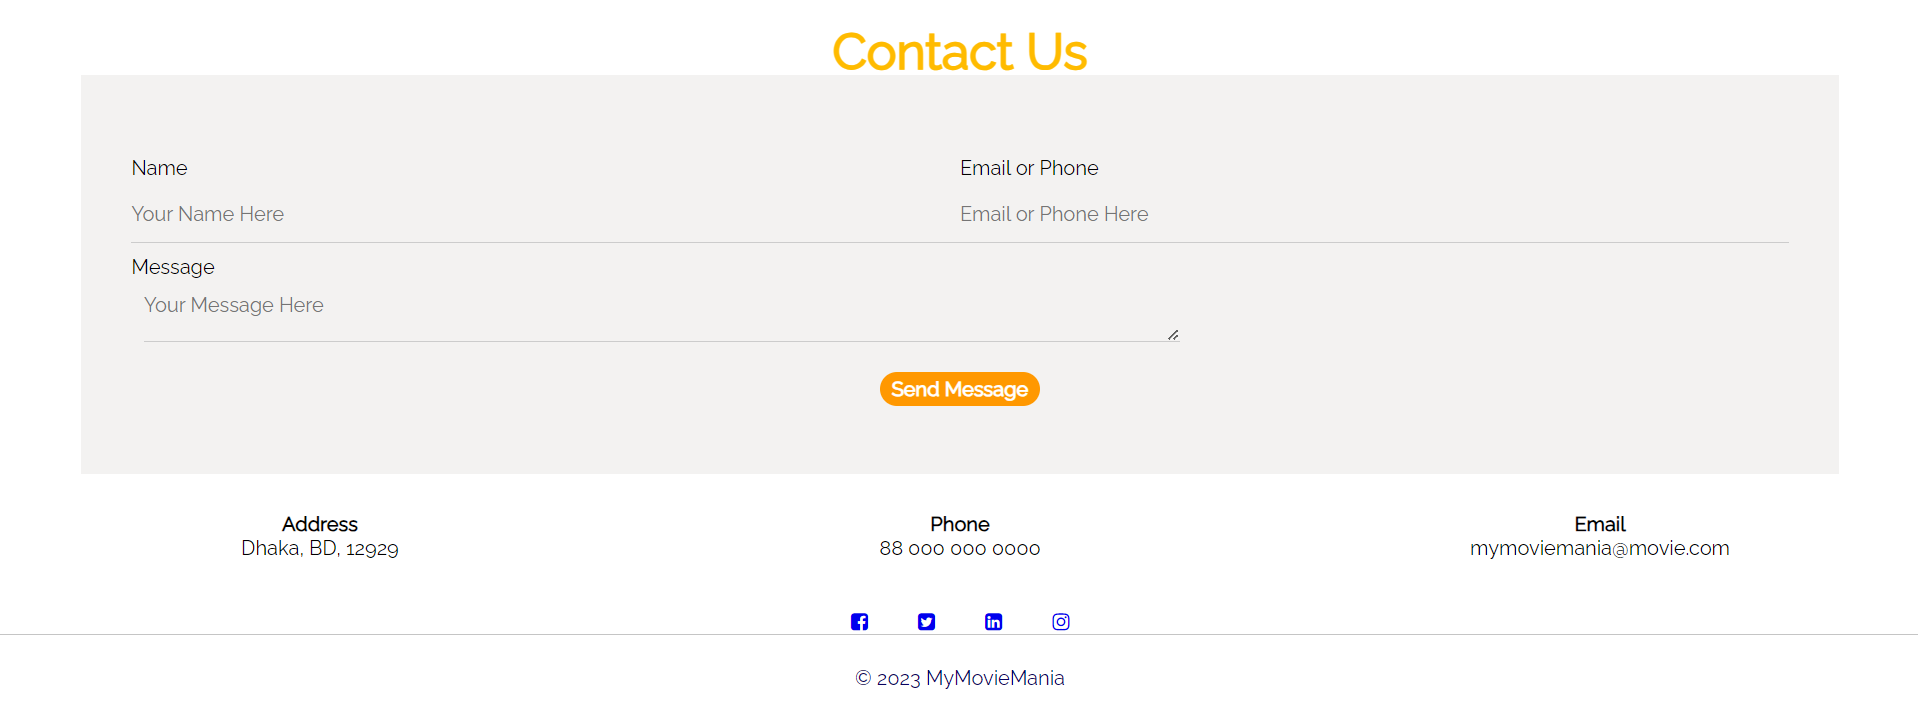 Contact Us
Name
Email or Phone
Your Name Here
Email or Phone Here
Message
Your Message Here
Send Message
Address
Phone
Email
Dhaka, BD, 12929
88 000 000 0000
mymoviemania@movie.com
© 2023 MyMovieMania